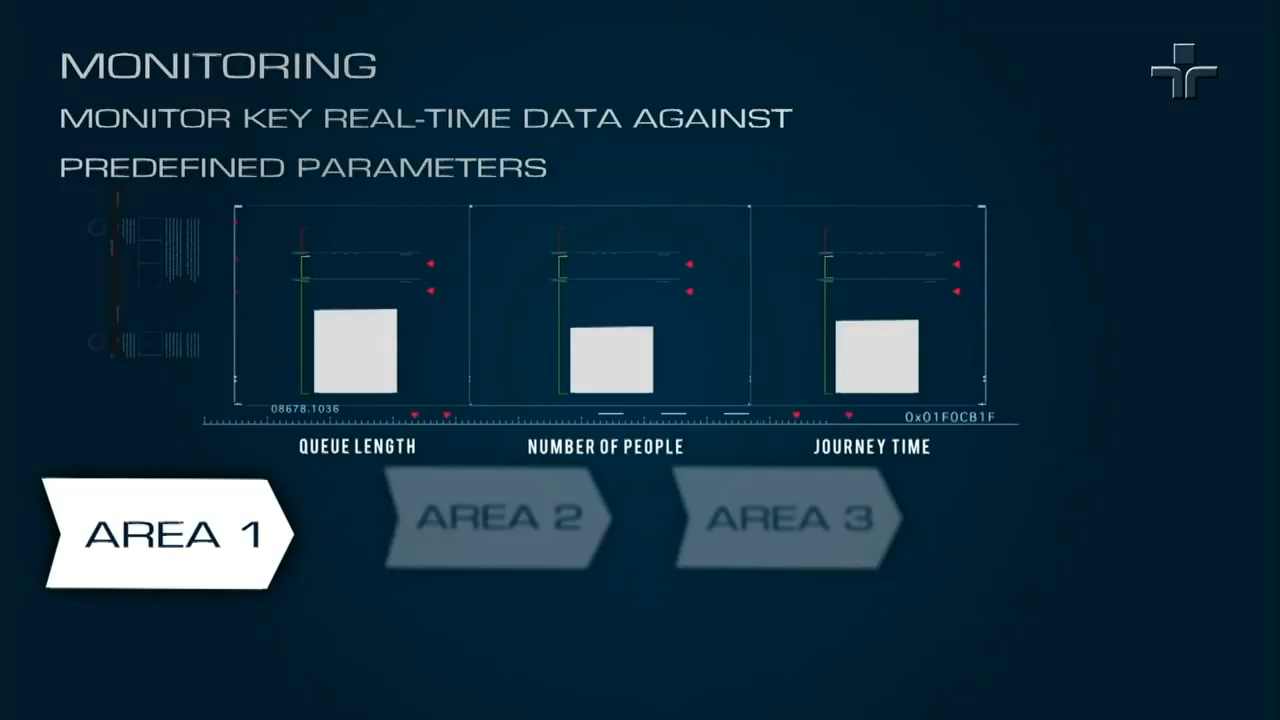 MONITORING
MONITOR KEY REAL-TIME DATA AGAINST
PREDEFINED PARAMETERS
08678.1036
0x01F0CB1F
QUEUE LENGTH
NUMBER OF PEOPLE
JOURNEY TIME
AREA 1
AREA 2
AREA 3